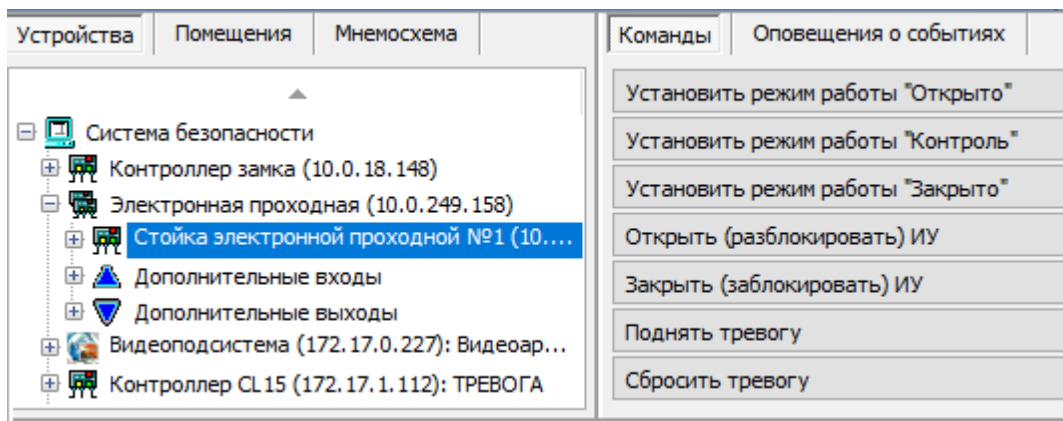 Устройства
Помещения
Мнемосхема
Система безопасности
Контроллер замка (10.0.18.148)
Электронная проходная (10.0.249.158)
Стойка электронной проходной №1 (10....
Дополнительные входы
Дополнительные выходы
Видеоподсистема (172.17.0.227): Видеоар...
Контроллер CL15 (172.17.1.112): ТРЕВОГА
Команды
Оповещения о событиях
Установить режим работы "Открыто"
Установить режим работы "Контроль"
Установить режим работы "Закрыто"
Открыть (разблокировать) ИУ
Закрыть (заблокировать) ИУ
Поднять тревогу
Сбросить тревогу